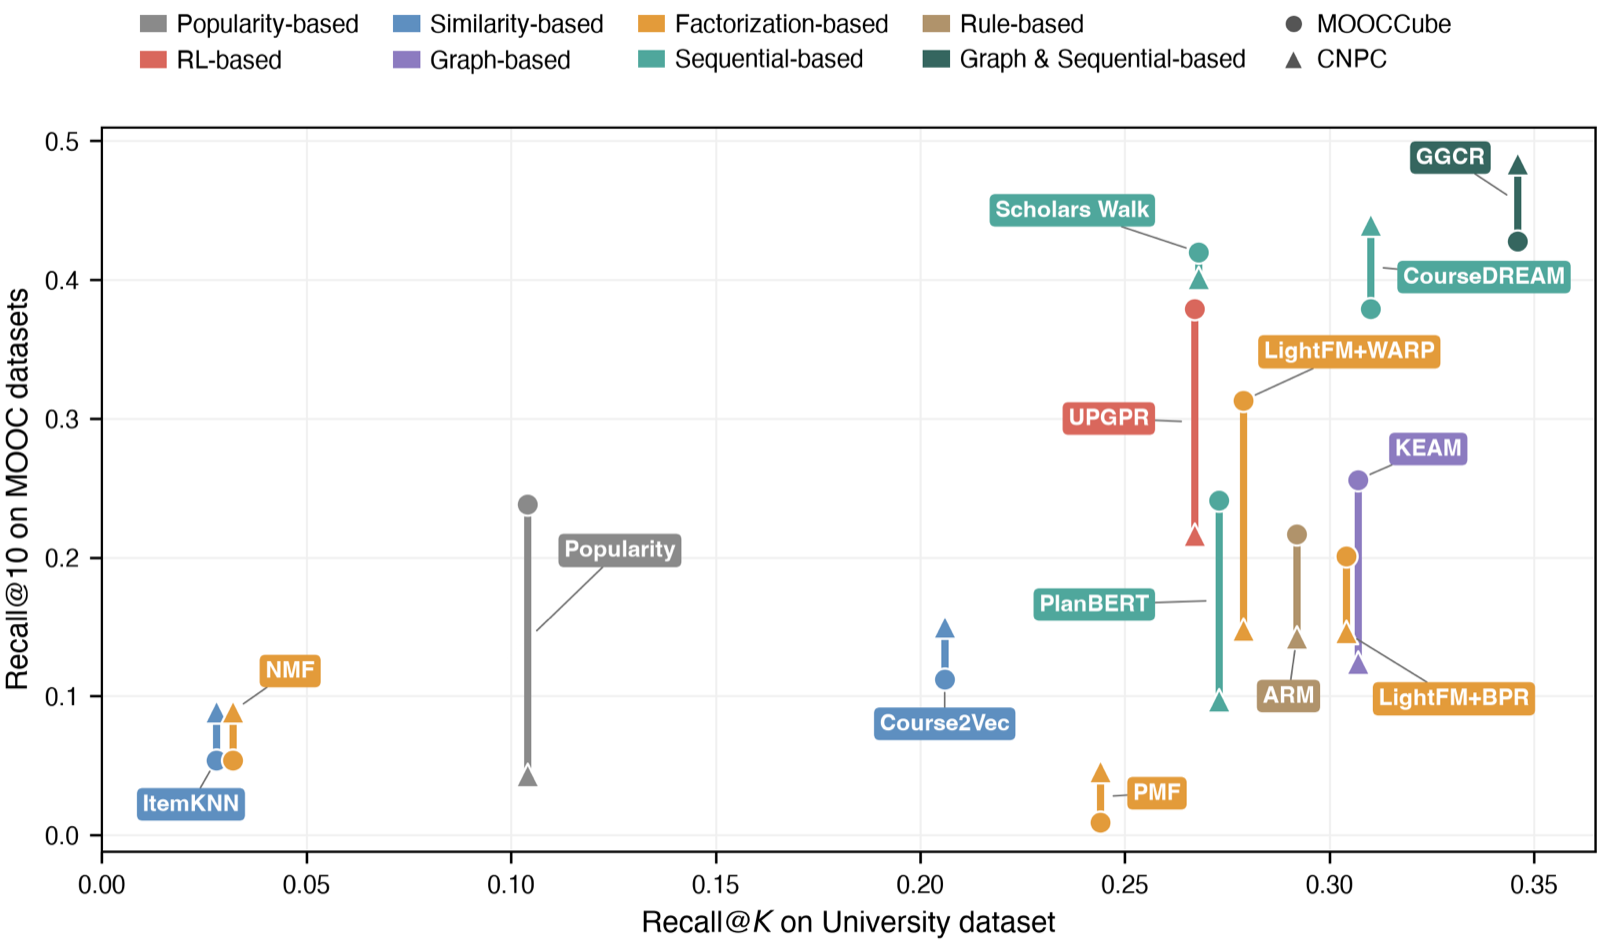 Popularity-based
Similarity-based
Factorization-based
Rule-based
MOOCCube
RL-based
Graph-based
Sequential-based
Graph & Sequential-based
CNPC
Recall@10 on MOOC datasets
0.5
0.4
0.3
0.2
0.1
0.0
GGCR
Scholars Walk
CourseDREAM
LightFM+WARP
UPGPR
KEAM
Popularity
PlanBERT
NMF
ARM
LightFM+BPR
Course2Vec
PMF
ItemKNN
0.00
0.05
0.10
0.15
0.20
0.25
0.30
0.35
Recall@K on University dataset